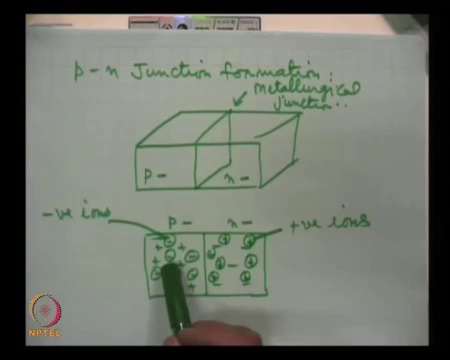 p-n Junction formation:
metallurgical
junction..
p- n-
-ve ions p- n- +ve ions
NPTEL